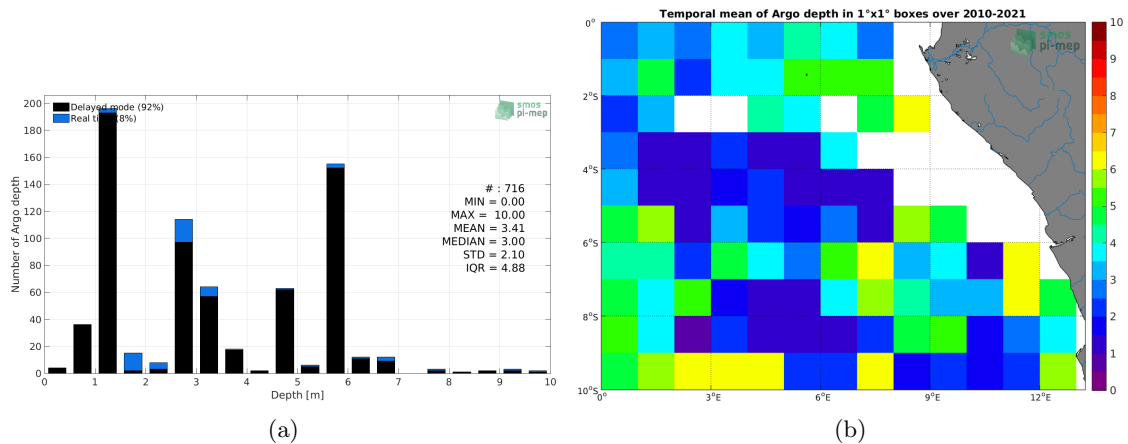 Temporal mean of Argo depth in 1°x1° boxes over 2010-2021
Delayed mode (92%)
Real ti (8%)
smos
pi-mep
Number of Argo depth
200
180
160
140
120
100
80
60
40
20
0
# : 716
MIN = 0.00
MAX = 10.00
MEAN = 3.41
MEDIAN = 3.00
STD = 2.10
IQR = 4.88
0 1 2 3 4 5 6 7 8 9 10
Depth [m]
(a)
smos
pi-mep
0°
2°S
4°S
6°S
8°S
10°S
0° 3°E 6°E 9°E 12°E
10
9
8
7
6
5
4
3
2
1
0
(b)